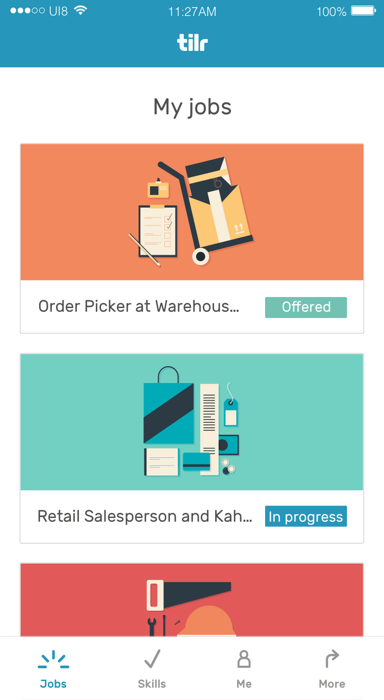 UI8 11:27AM 100%
tilr
My jobs
Order Picker at Warehous...
Offered
Retail Salesperson and Kah...
In progress
Jobs Skills Me More